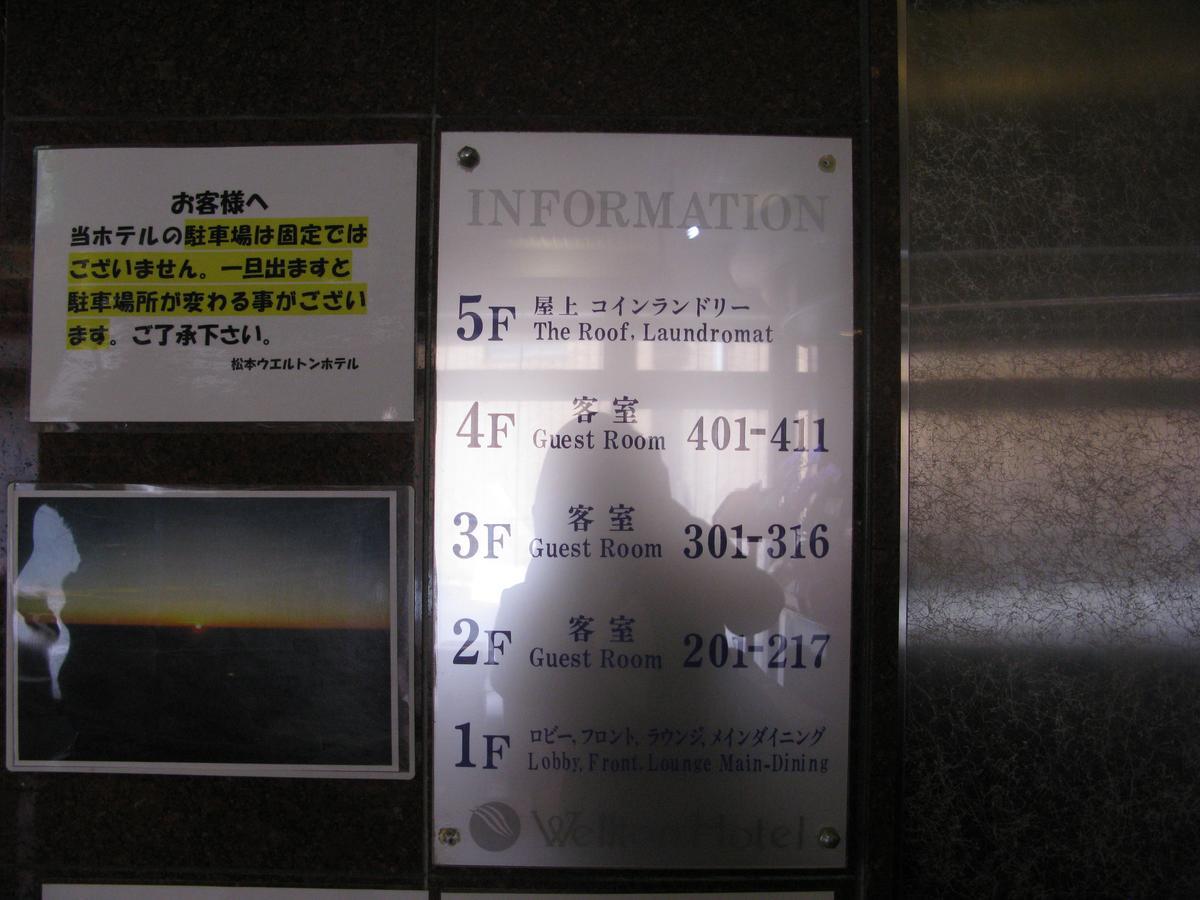 お客様へ
当ホテルの駐車場は固定では
ございません。一旦出ますと
駐車場所が変わる事がござい
ます。ご了承下さい。
松本ウエルトンホテル
INFORMATION
5F 屋上 コインランドリー
The Roof, Laundromat
4F 客室
Guest Room 401-411
3F 客室
Guest Room 301-316
2F 客室
Guest Room 201-217
1F ロビー, フロント, ラウンジ, メインダイニング
Lobby, Front, Lounge Main-Dining
Wellton Hotel